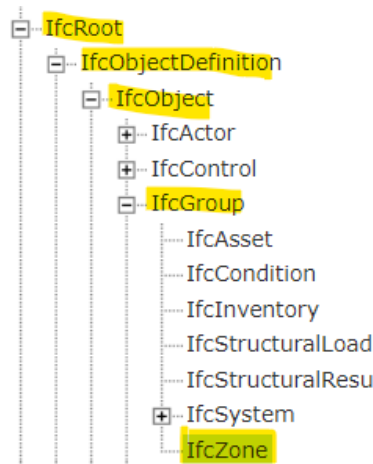 IfcRoot
IfcObjectDefinition
IfcObject
IfcActor
IfcControl
IfcGroup
IfcAsset
IfcCondition
IfcInventory
IfcStructuralLoad
IfcStructuralResu
IfcSystem
IfcZone